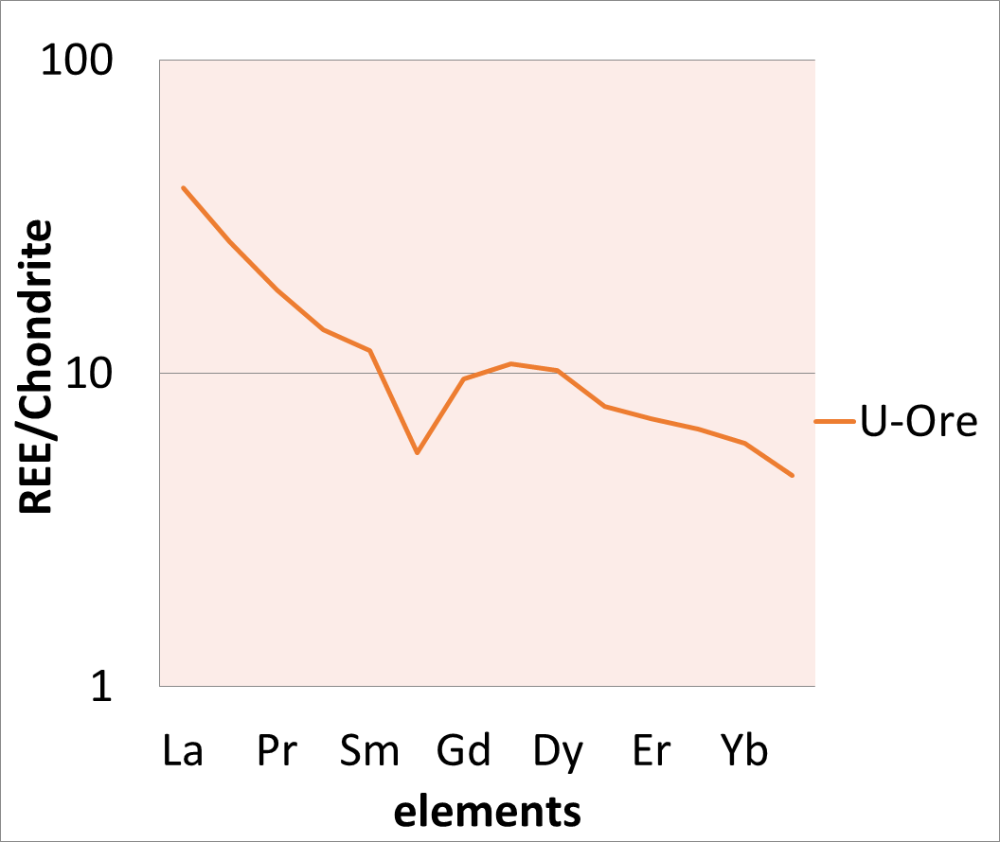 100
10
1
REE/Chondrite
La Pr Sm Gd Dy Er Yb
elements
U-Ore